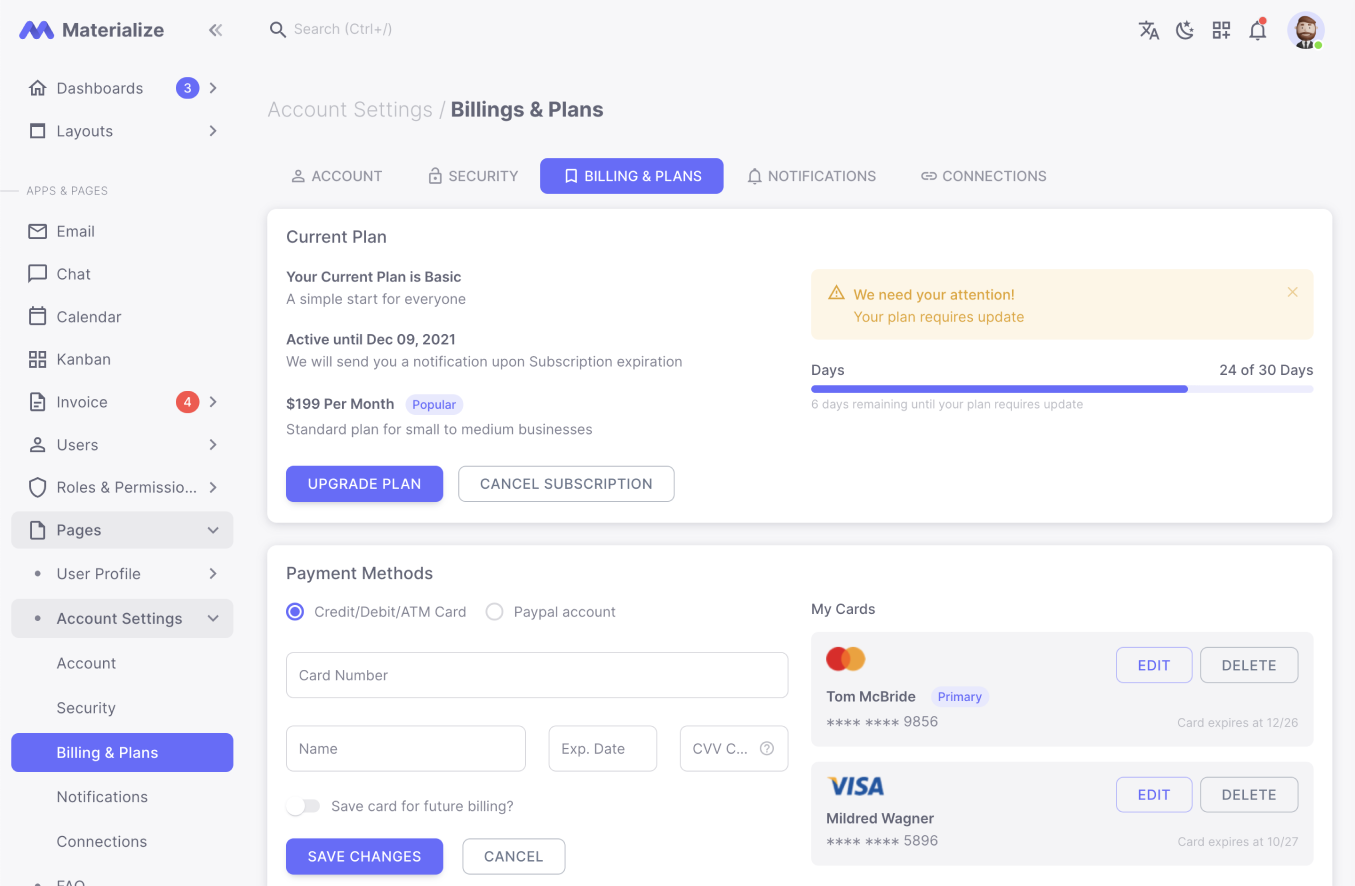 Materialize
Search (Ctrl+/)
Dashboards 3
Layouts
APPS & PAGES
Email
Chat
Calendar
Kanban
Invoice 4
Users
Roles & Permissio...
Pages
User Profile
Account Settings
Account
Security
Billing & Plans
Notifications
Connections
FAQ
Account Settings / Billings & Plans
ACCOUNT SECURITY BILLING & PLANS NOTIFICATIONS CONNECTIONS
Current Plan
Your Current Plan is Basic
A simple start for everyone
Active until Dec 09, 2021
We will send you a notification upon Subscription expiration
$199 Per Month Popular
Standard plan for small to medium businesses
UPGRADE PLAN CANCEL SUBSCRIPTION
We need your attention!
Your plan requires update
Days 24 of 30 Days
6 days remaining until your plan requires update
Payment Methods
Credit/Debit/ATM Card Paypal account
Card Number
Name Exp. Date CVV C...
Save card for future billing?
SAVE CHANGES CANCEL
My Cards
EDIT DELETE
Tom McBride Primary
**** **** 9856 Card expires at 12/26
VISA EDIT DELETE
Mildred Wagner
**** **** 5896 Card expires at 10/27